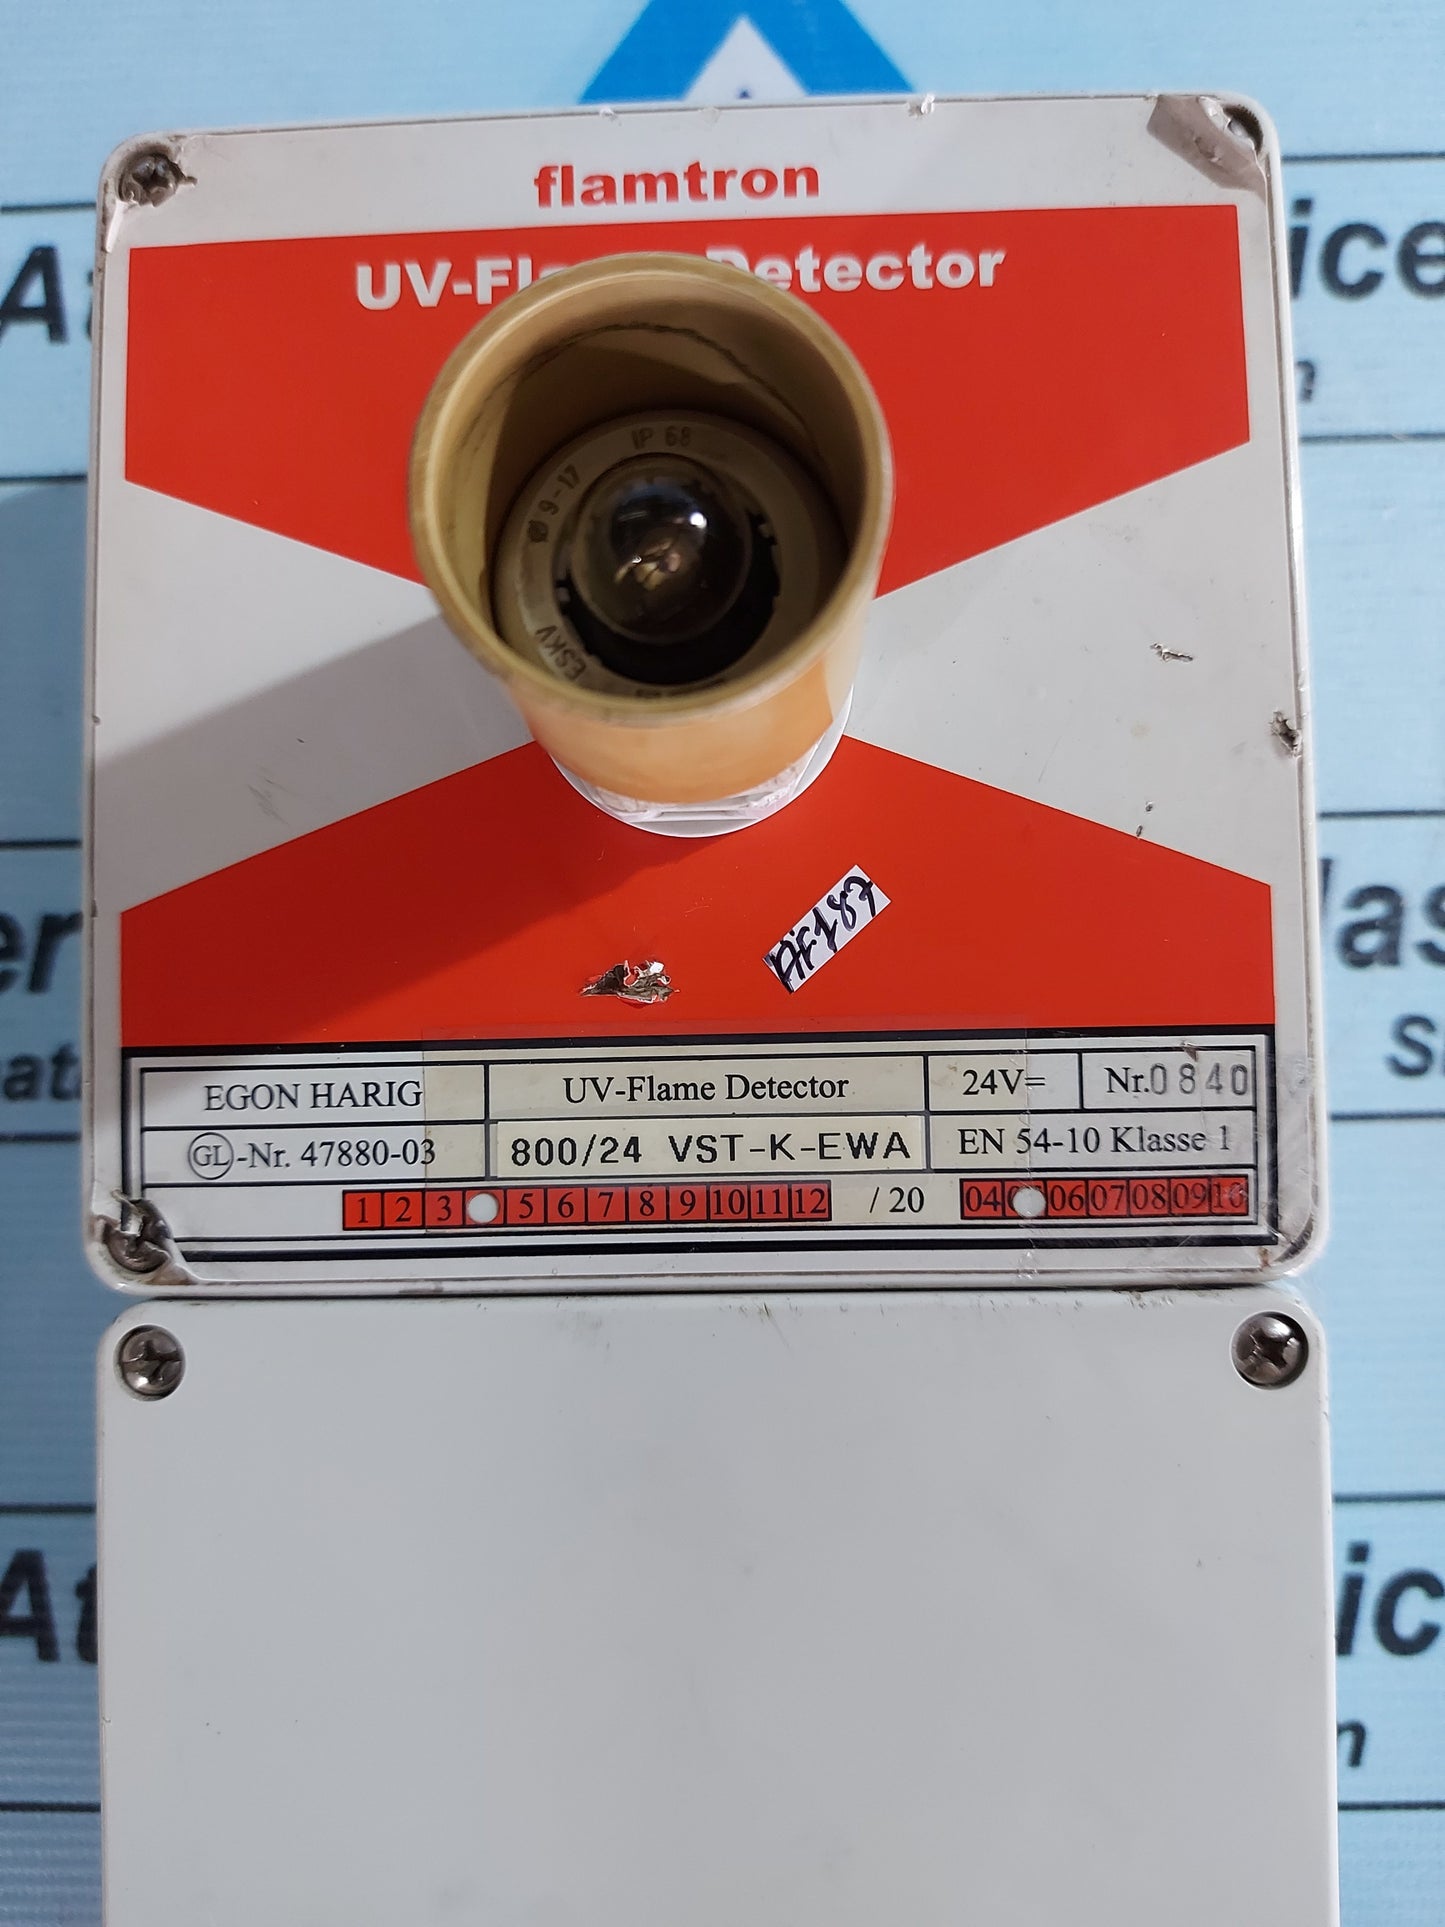 flamtron
UV-Fla Detector
IP 68
Ø 9-17
ESKV
AF187
EGON HARIG UV-Flame Detector 24V= Nr.0840
GL-Nr. 47880-03 800/24 VST-K-EWA EN 54-10 Klasse 1
1 2 3 5 6 7 8 9 10 11 12 / 20 04 06 07 08 09 10